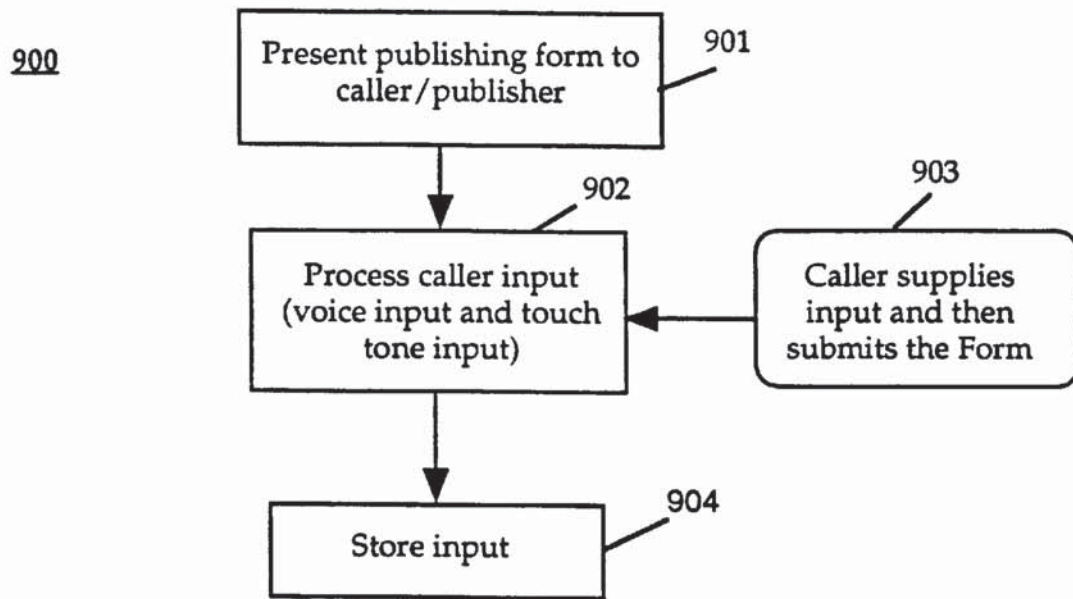 900
Present publishing form to
caller/publisher
901
902
Process caller input
(voice input and touch
tone input)
903
Caller supplies
input and then
submits the Form
Store input
904